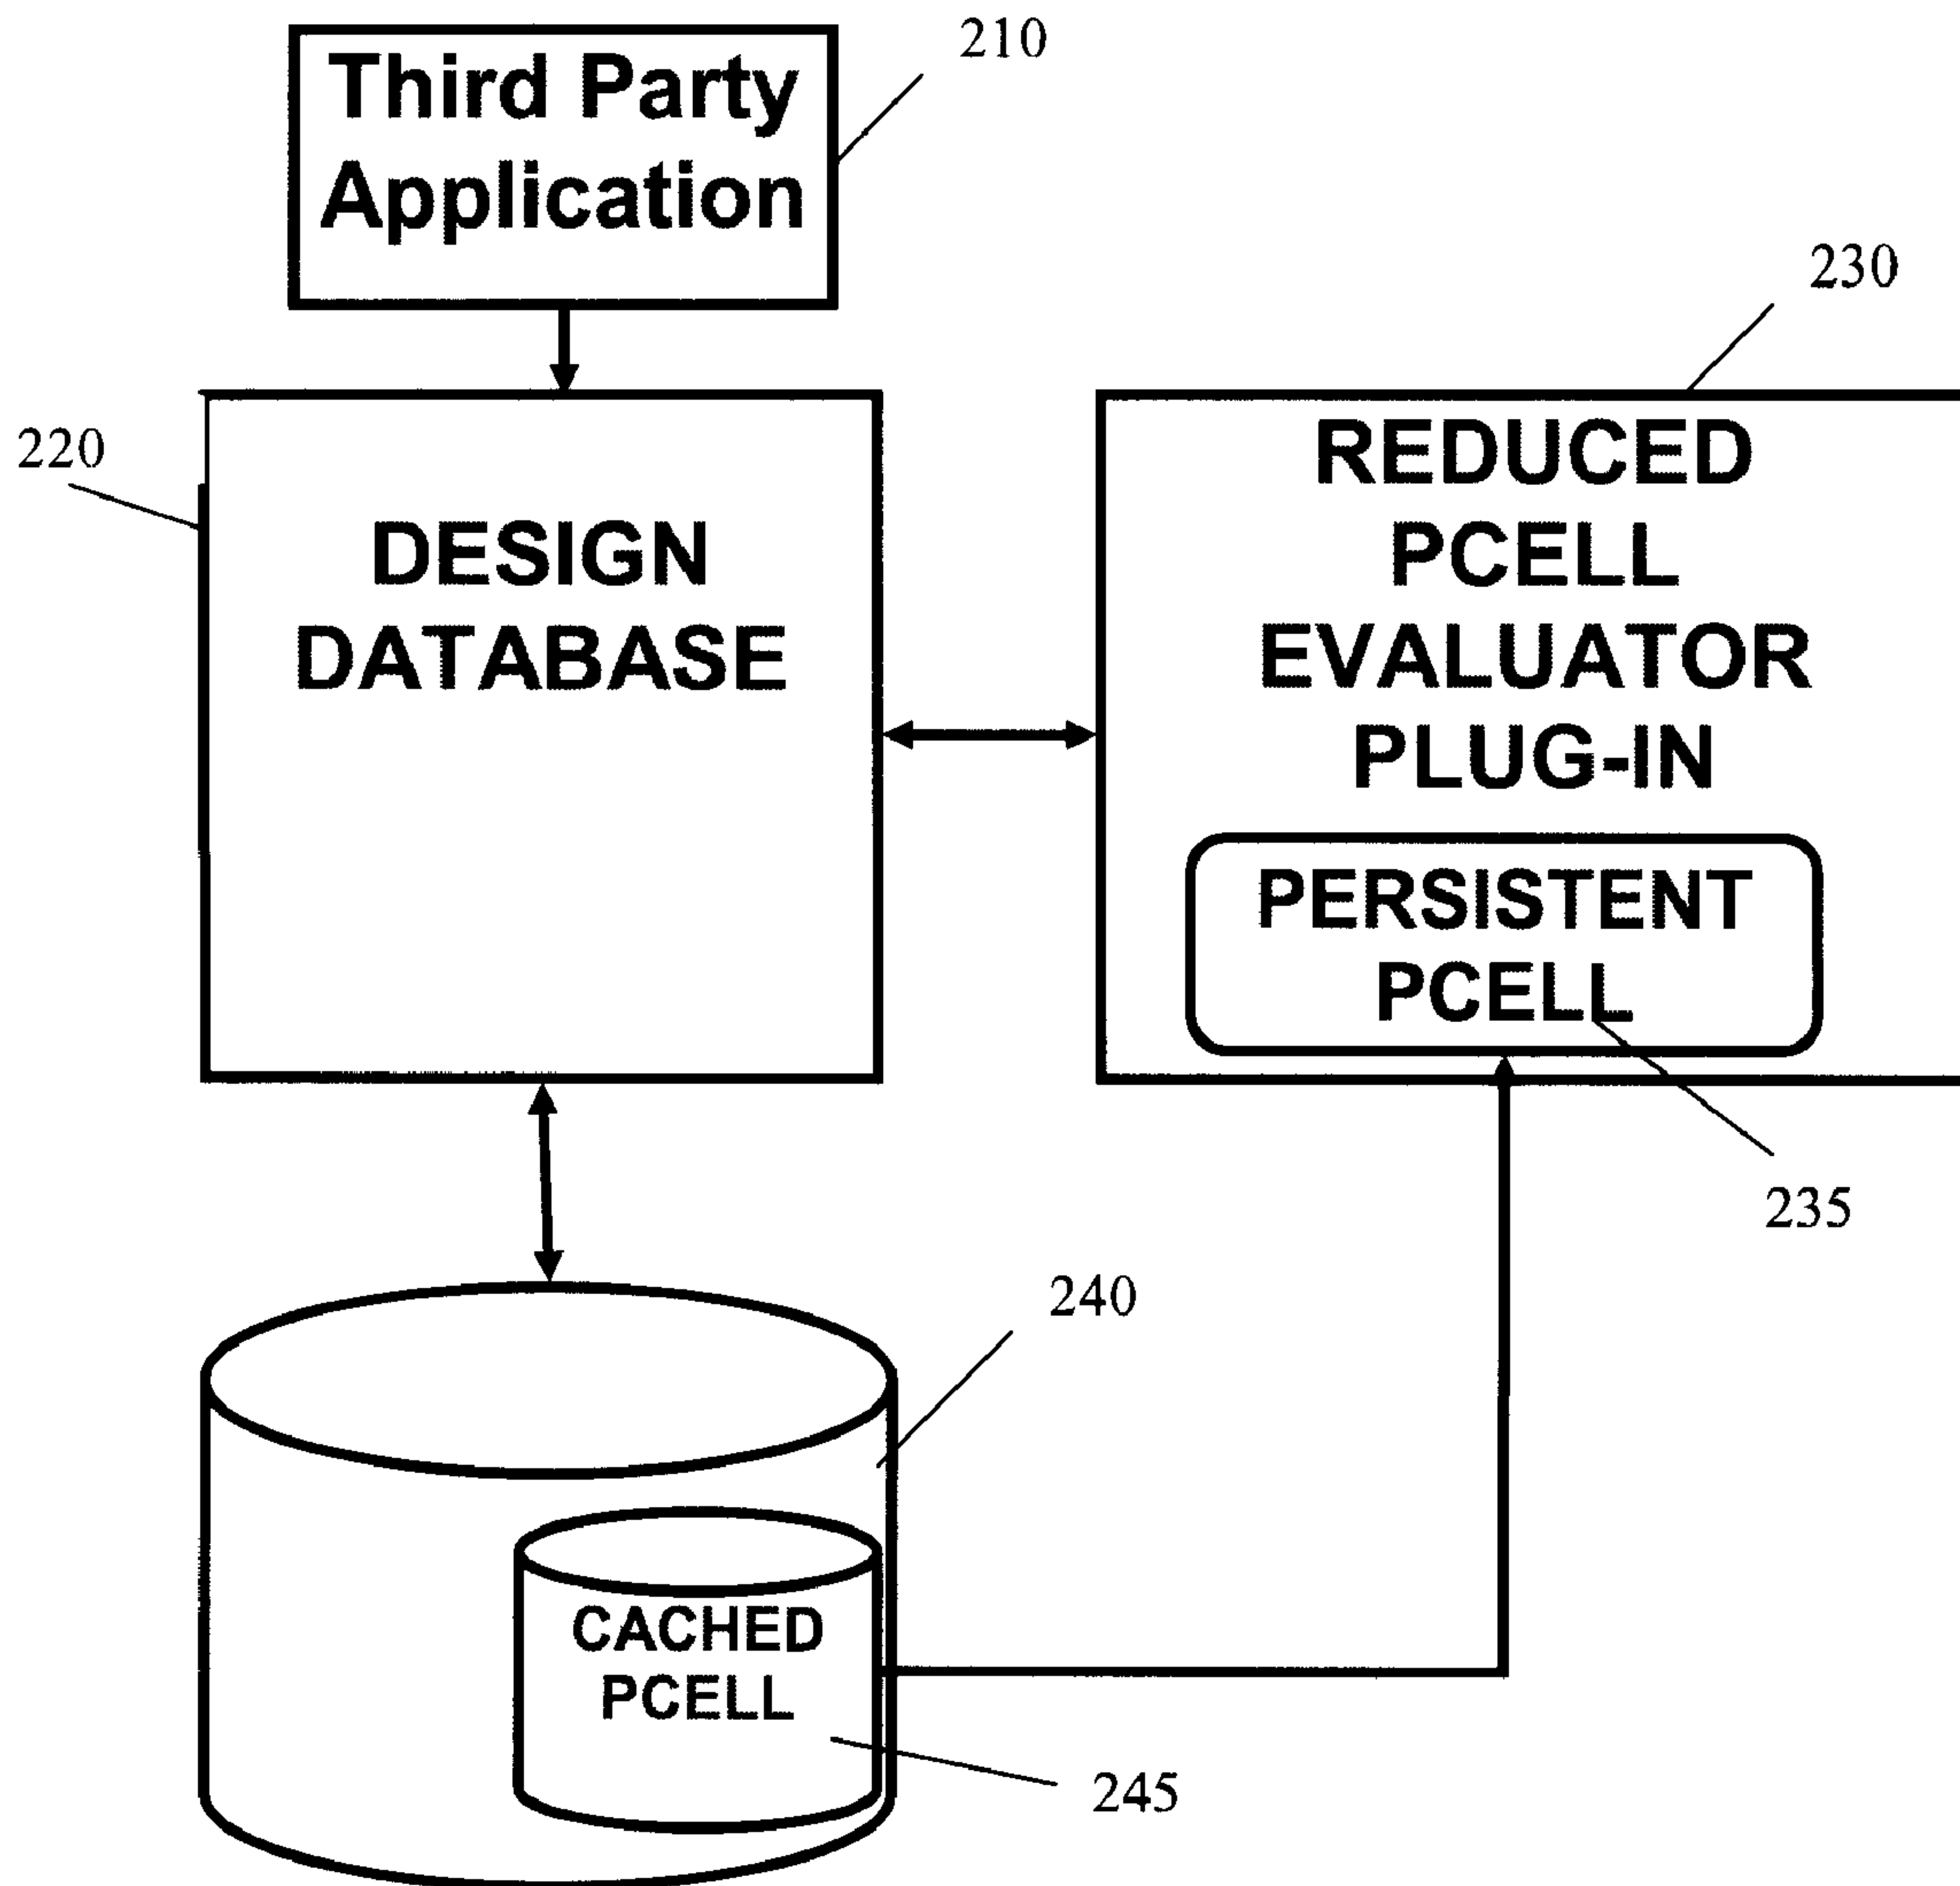 210
Third Party
Application
230
220
DESIGN
DATABASE
REDUCED
PCELL
EVALUATOR
PLUG-IN
PERSISTENT
PCELL
235
240
CACHED
PCELL
245